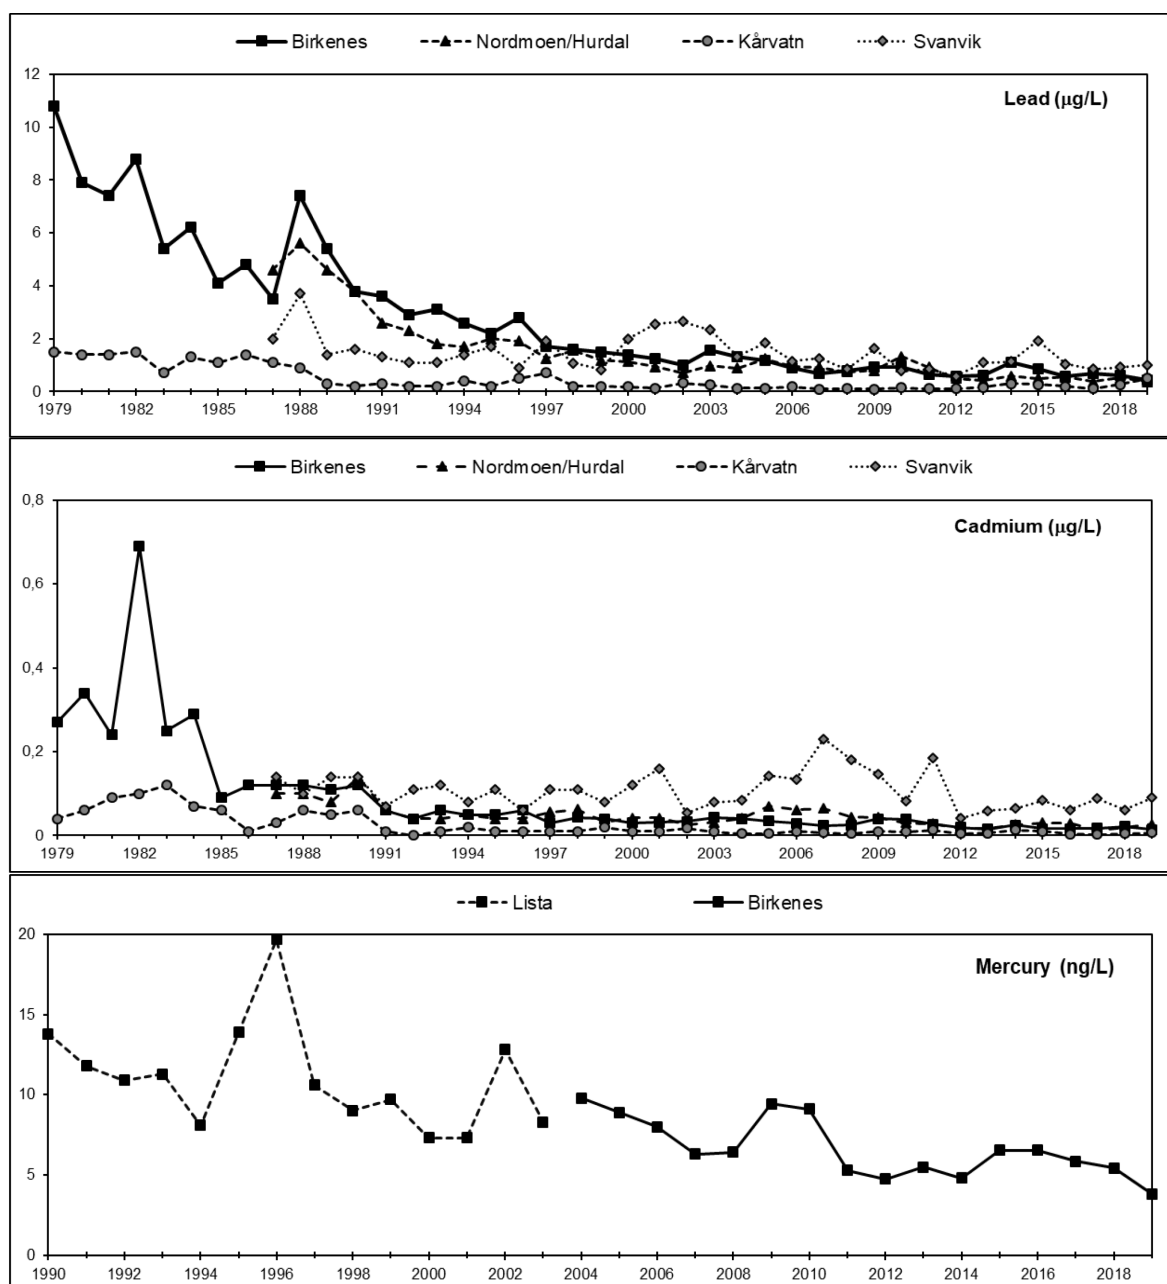 Birkenes Nordmoen/Hurdal Kårvatn Svanvik
12
Lead (µg/L)
10
8
6
4
2
0
1979 1982 1985 1988 1991 1994 1997 2000 2003 2006 2009 2012 2015 2018
Birkenes Nordmoen/Hurdal Kårvatn Svanvik
0,8
Cadmium (µg/L)
0,6
0,4
0,2
0
1979 1982 1985 1988 1991 1994 1997 2000 2003 2006 2009 2012 2015 2018
Lista Birkenes
20
Mercury (ng/L)
15
10
5
0
1990 1992 1994 1996 1998 2000 2002 2004 2006 2008 2010 2012 2014 2016 2018